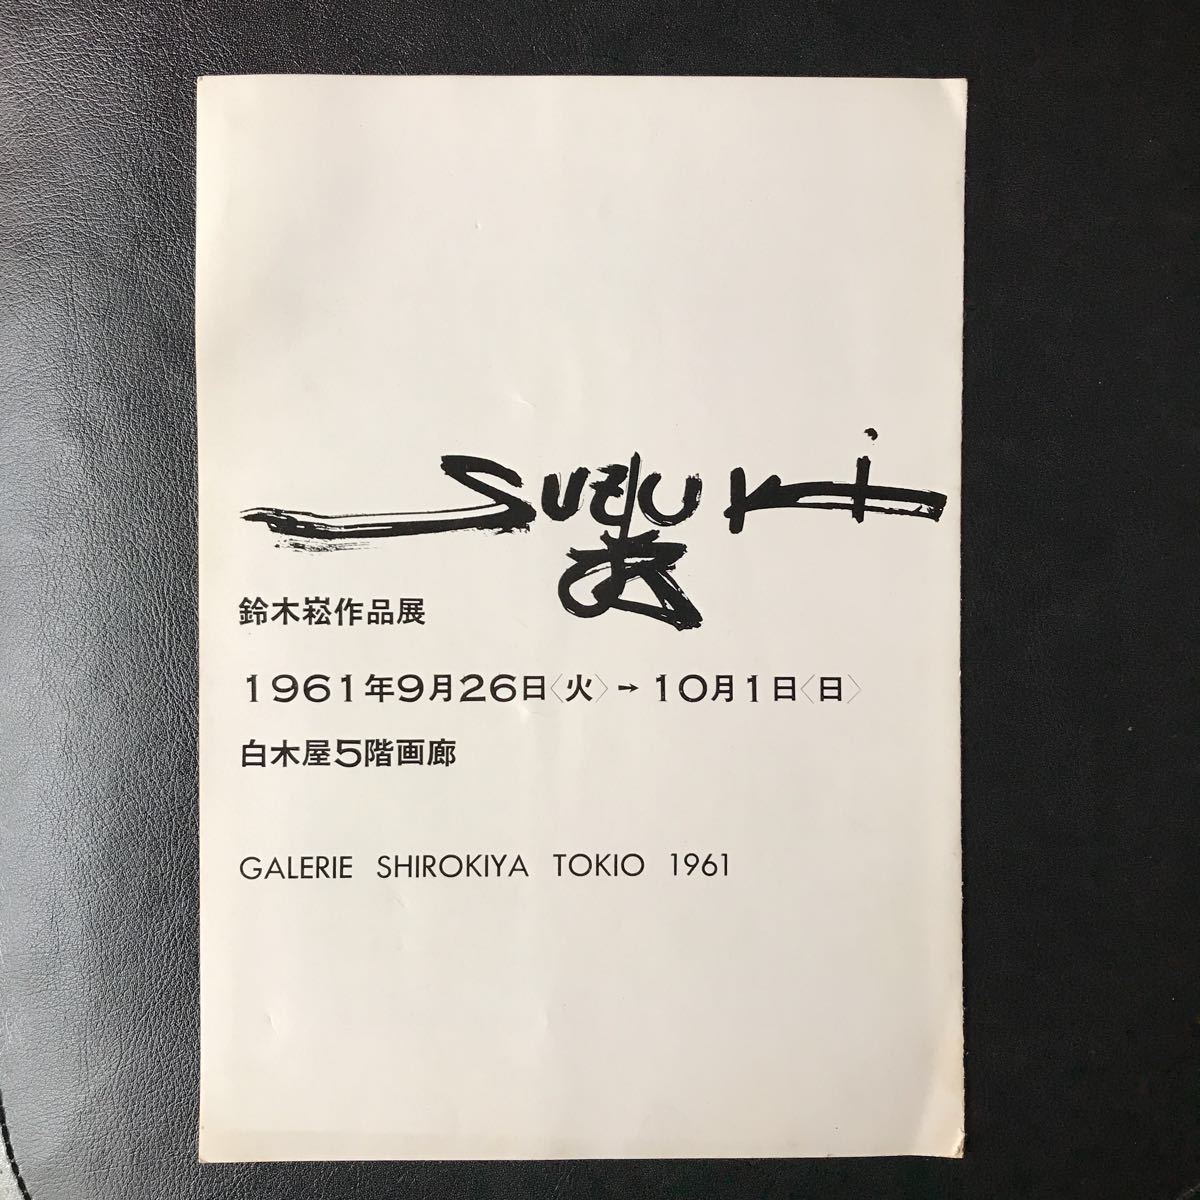 suzuki
鈴木崧作品展
1961年9月26日〈火〉→10月1日〈日〉
白木屋5階画廊
GALERIE SHIROKIYA TOKIO 1961